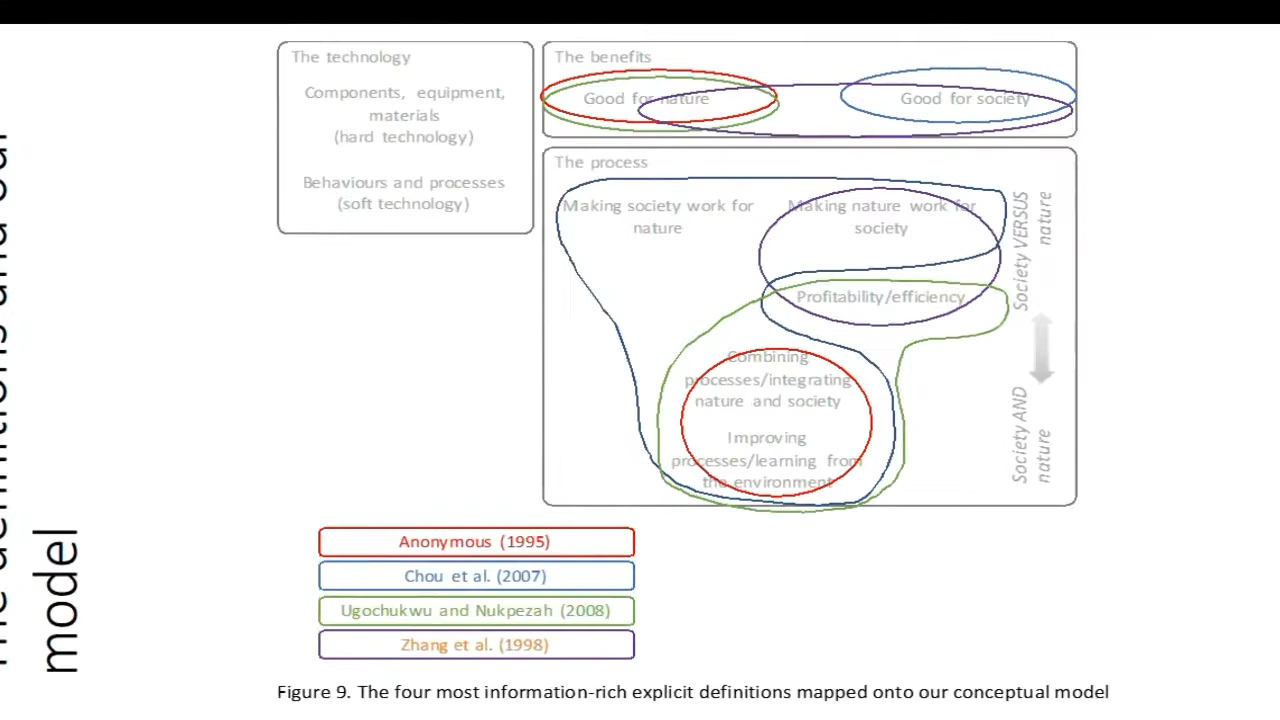 model
The technology
Components, equipment,
materials
(hard technology)
Behaviours and processes
(soft technology)
The benefits
Good for nature
Good for society
The process
Making society work for
nature
Making nature work for
society
Profitability/efficiency
Combining
processes/integrating
nature and society
Improving
processes/learning from
the environment
Society VERSUS
nature
Society AND
nature
Anonymous (1995)
Chou et al. (2007)
Ugochukwu and Nukpezah (2008)
Zhang et al. (1998)
Figure 9. The four most information-rich explicit definitions mapped onto our conceptual model